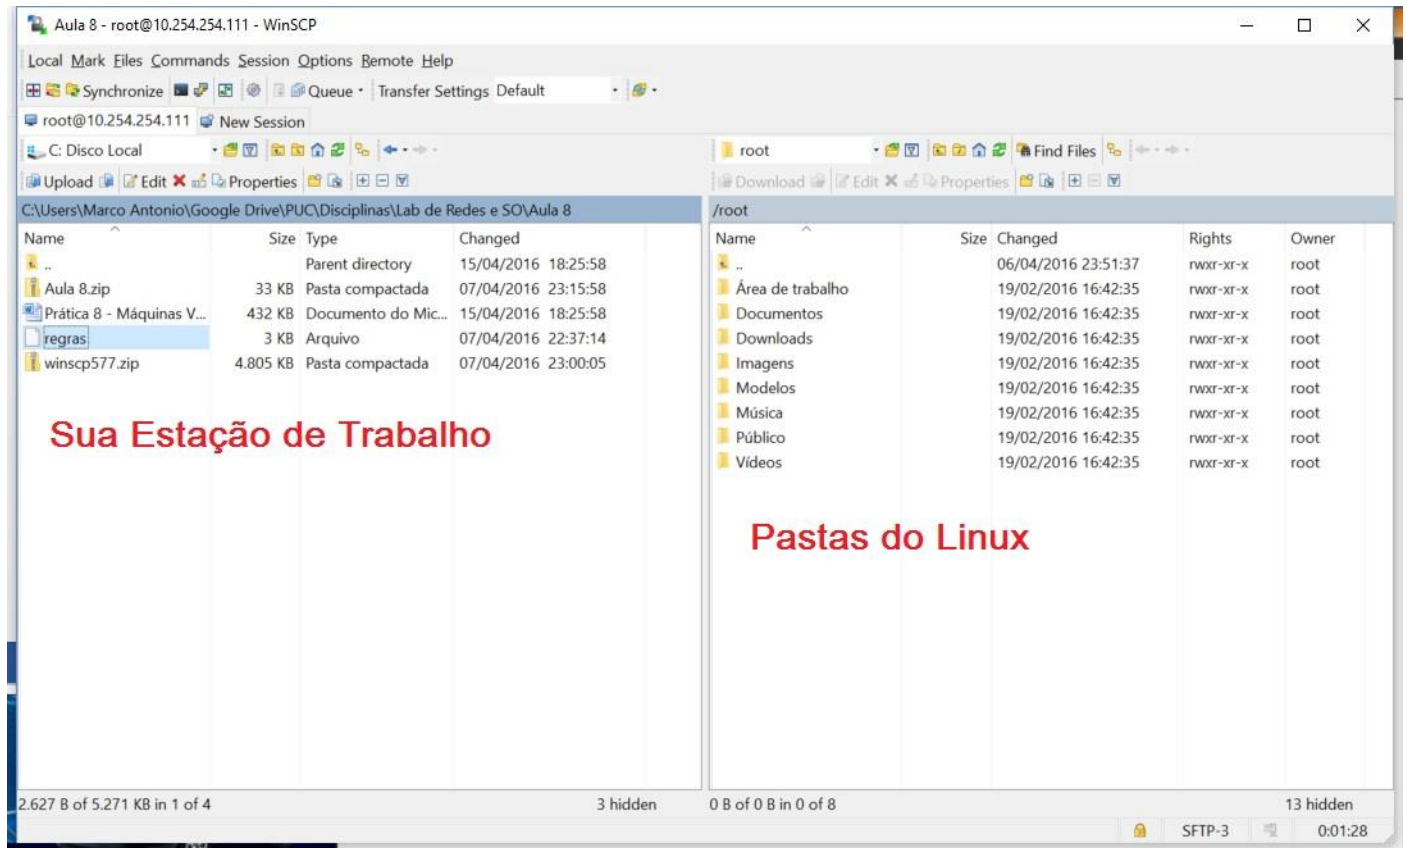 Aula 8 - root@10.254.254.111 - WinSCP
Local Mark Files Commands Session Options Remote Help
Synchronize Queue Transfer Settings Default
root@10.254.254.111 New Session
C: Disco Local root Find Files
Upload Edit Properties Download Edit Properties
C:\Users\Marco Antonio\Google Drive\PUC\Disciplinas\Lab de Redes e SO\Aula 8
Name Size Type Changed
.. Parent directory 15/04/2016 18:25:58
Aula 8.zip 33 KB Pasta compactada 07/04/2016 23:15:58
Prática 8 - Máquinas V... 432 KB Documento do Mic... 15/04/2016 18:25:58
regras 3 KB Arquivo 07/04/2016 22:37:14
winscp577.zip 4.805 KB Pasta compactada 07/04/2016 23:00:05
Sua Estação de Trabalho
2.627 B of 5.271 KB in 1 of 4 3 hidden
/root
Name Size Changed Rights Owner
.. 06/04/2016 23:51:37 rwxr-xr-x root
Área de trabalho 19/02/2016 16:42:35 rwxr-xr-x root
Documentos 19/02/2016 16:42:35 rwxr-xr-x root
Downloads 19/02/2016 16:42:35 rwxr-xr-x root
Imagens 19/02/2016 16:42:35 rwxr-xr-x root
Modelos 19/02/2016 16:42:35 rwxr-xr-x root
Música 19/02/2016 16:42:35 rwxr-xr-x root
Público 19/02/2016 16:42:35 rwxr-xr-x root
Vídeos 19/02/2016 16:42:35 rwxr-xr-x root
Pastas do Linux
0 B of 0 B in 0 of 8 13 hidden
SFTP-3 0:01:28